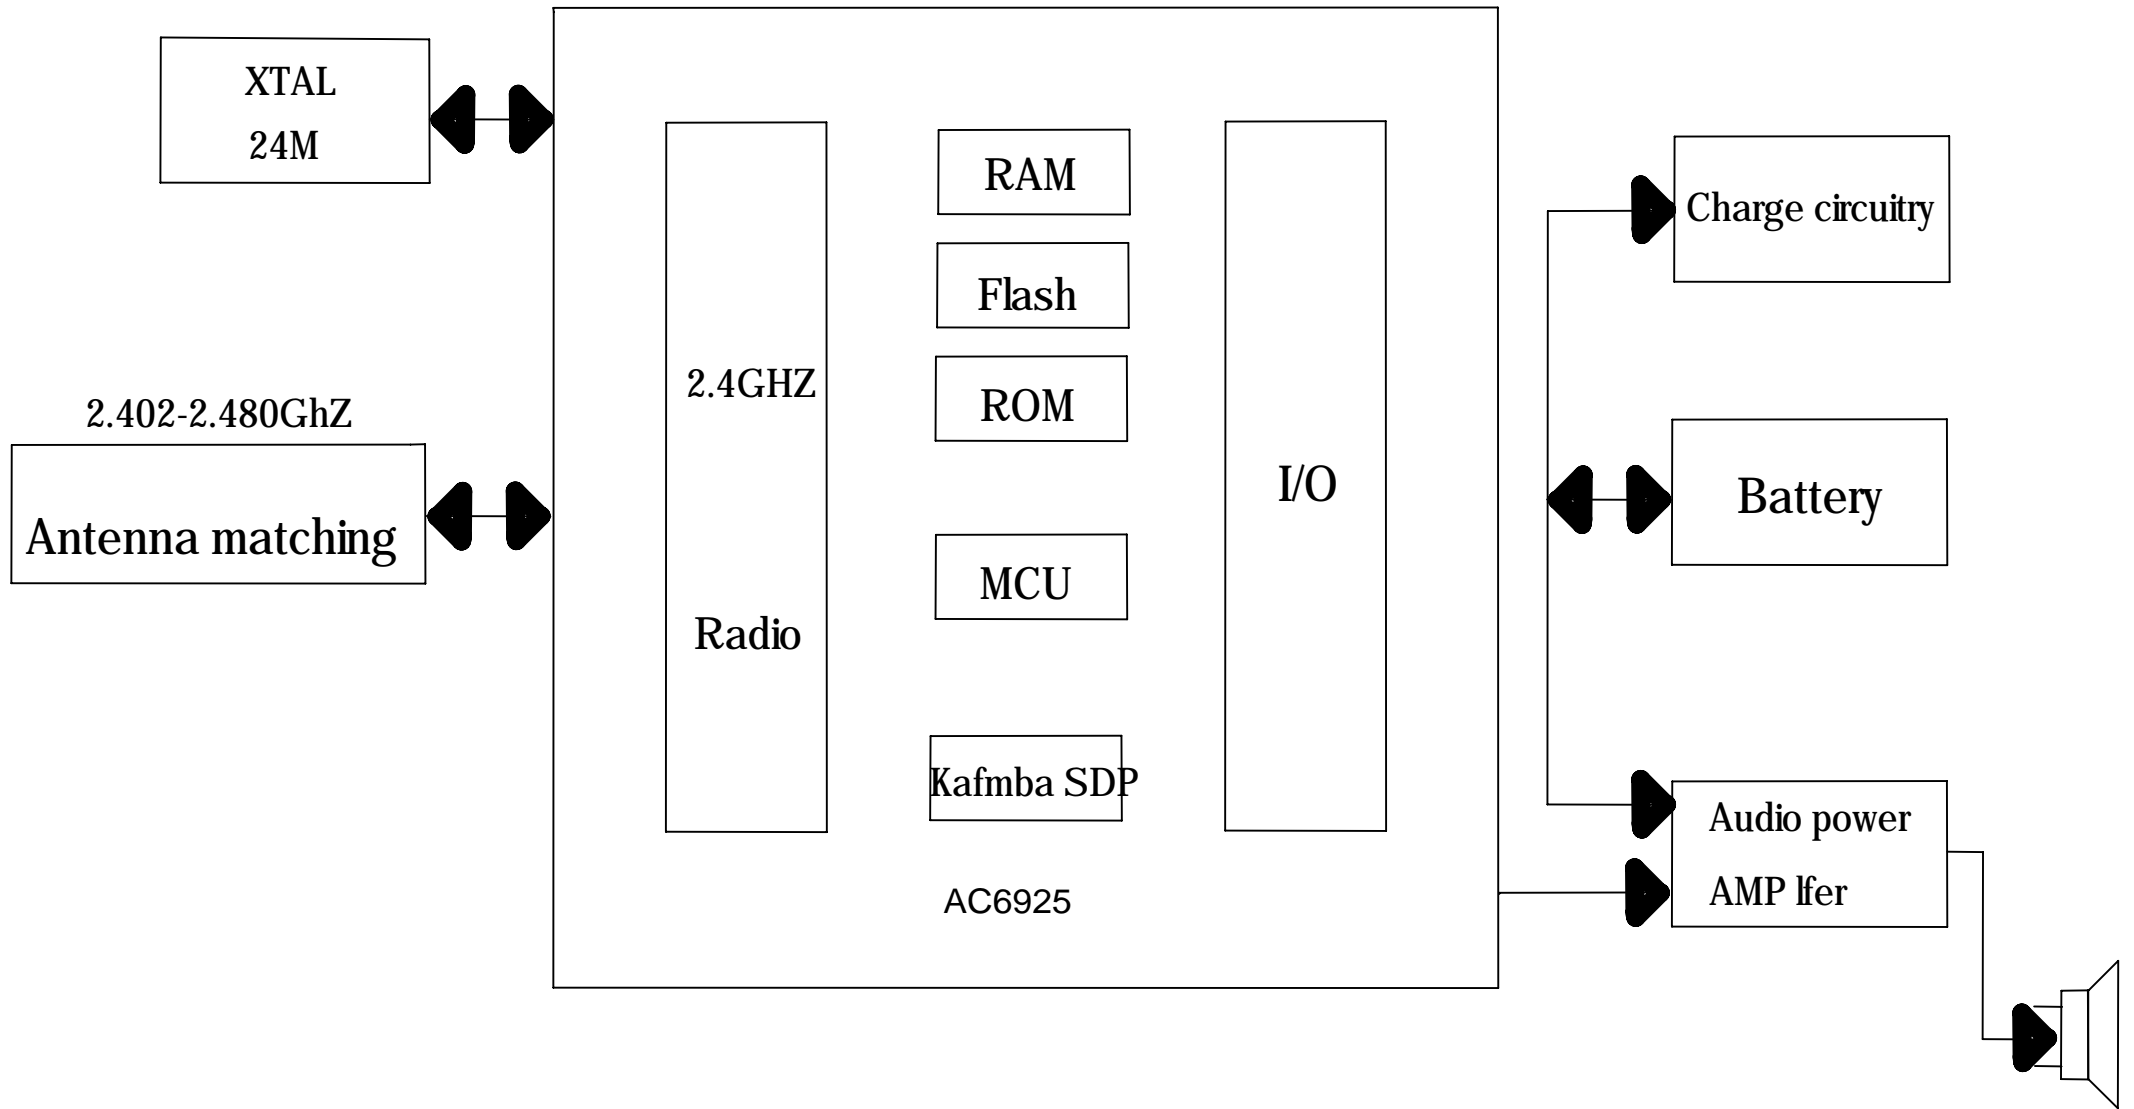 XTAL
24M
2.402-2.480GhZ
Antenna matching
2.4GHZ
Radio
RAM
Flash
ROM
MCU
Kafmba SDP
AC6925
I/O
Charge circuitry
Battery
Audio power
AMP lfer